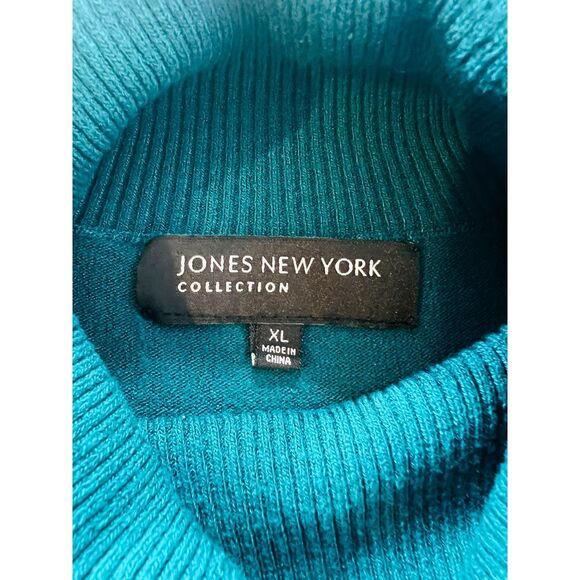 JONES NEW YORK
COLLECTION
XL
MADE IN
CHINA